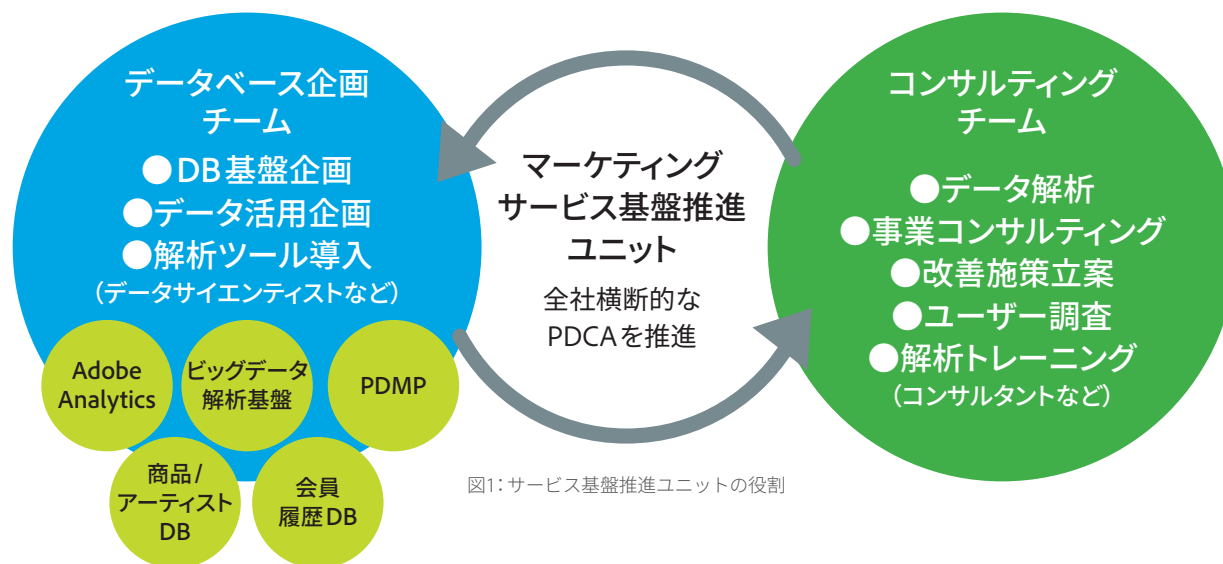 データベース企画
チーム
●DB基盤企画
●データ活用企画
●解析ツール導入
（データサイエンティストなど）
Adobe
Analytics
ビッグデータ
解析基盤
PDMP
商品/
アーティスト
DB
会員
履歴DB
マーケティング
サービス基盤推進
ユニット
全社横断的な
PDCAを推進
コンサルティング
チーム
●データ解析
●事業コンサルティング
●改善施策立案
●ユーザー調査
●解析トレーニング
（コンサルタントなど）
図1：サービス基盤推進ユニットの役割